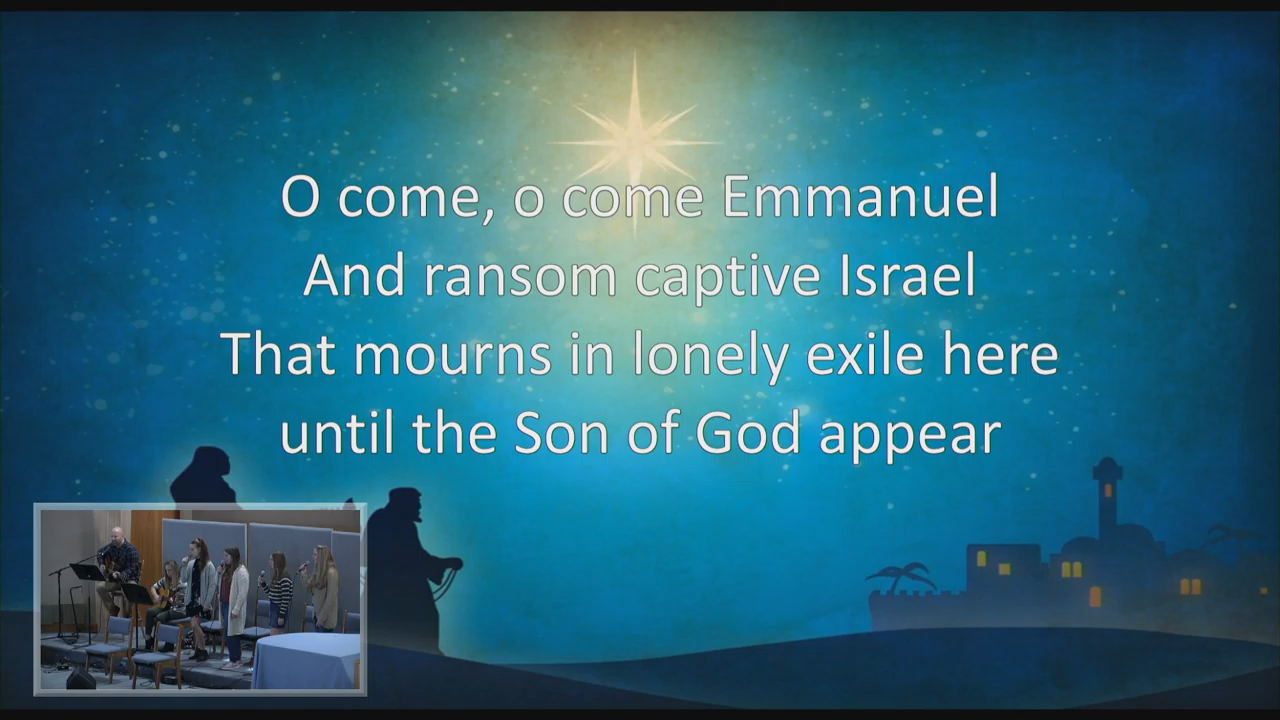 O come, o come Emmanuel
And ransom captive Israel
That mourns in lonely exile here
until the Son of God appear